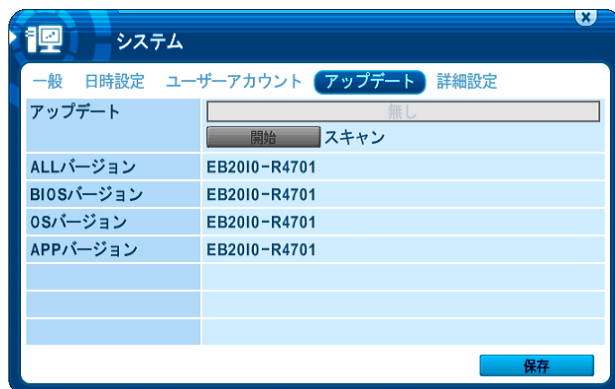 システム
一般 日時設定 ユーザーアカウント アップデート 詳細設定
アップデート 無し
開始 スキャン
ALLバージョン EB20I0-R4701
BIOSバージョン EB20I0-R4701
OSバージョン EB20I0-R4701
APPバージョン EB20I0-R4701
保存